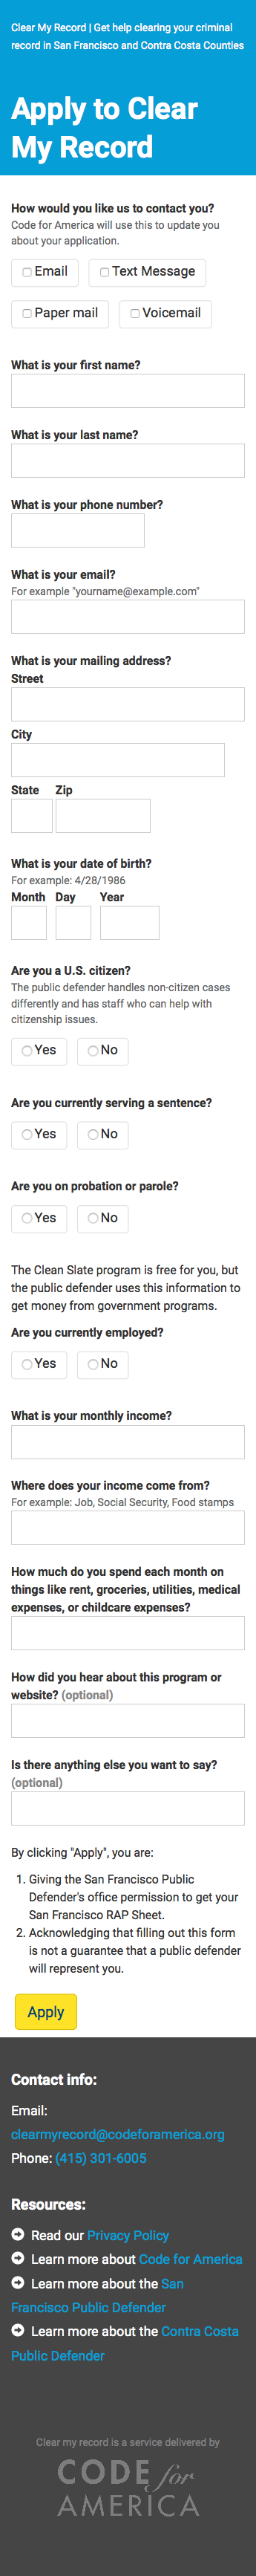 Clear My Record | Get help clearing your criminal
record in San Francisco and Contra Costa Counties
Apply to Clear
My Record
How would you like us to contact you?
Code for America will use this to update you
about your application.
Email Text Message
Paper mail Voicemail
What is your first name?
What is your last name?
What is your phone number?
What is your email?
For example "yourname@example.com"
What is your mailing address?
Street
City
State Zip
What is your date of birth?
For example: 4/28/1986
Month Day Year
Are you a U.S. citizen?
The public defender handles non-citizen cases
differently and has staff who can help with
citizenship issues.
Yes No
Are you currently serving a sentence?
Yes No
Are you on probation or parole?
Yes No
The Clean Slate program is free for you, but
the public defender uses this information to
get money from government programs.
Are you currently employed?
Yes No
What is your monthly income?
Where does your income come from?
For example: Job, Social Security, Food stamps
How much do you spend each month on
things like rent, groceries, utilities, medical
expenses, or childcare expenses?
How did you hear about this program or
website? (optional)
Is there anything else you want to say?
(optional)
By clicking "Apply", you are:
1. Giving the San Francisco Public
Defender's office permission to get your
San Francisco RAP Sheet.
2. Acknowledging that filling out this form
is not a guarantee that a public defender
will represent you.
Apply
Contact info:
Email:
clearmyrecord@codeforamerica.org
Phone: (415) 301-6005
Resources:
Read our Privacy Policy
Learn more about Code for America
Learn more about the San
Francisco Public Defender
Learn more about the Contra Costa
Public Defender
Clear my record is a service delivered by
CODE for
AMERICA